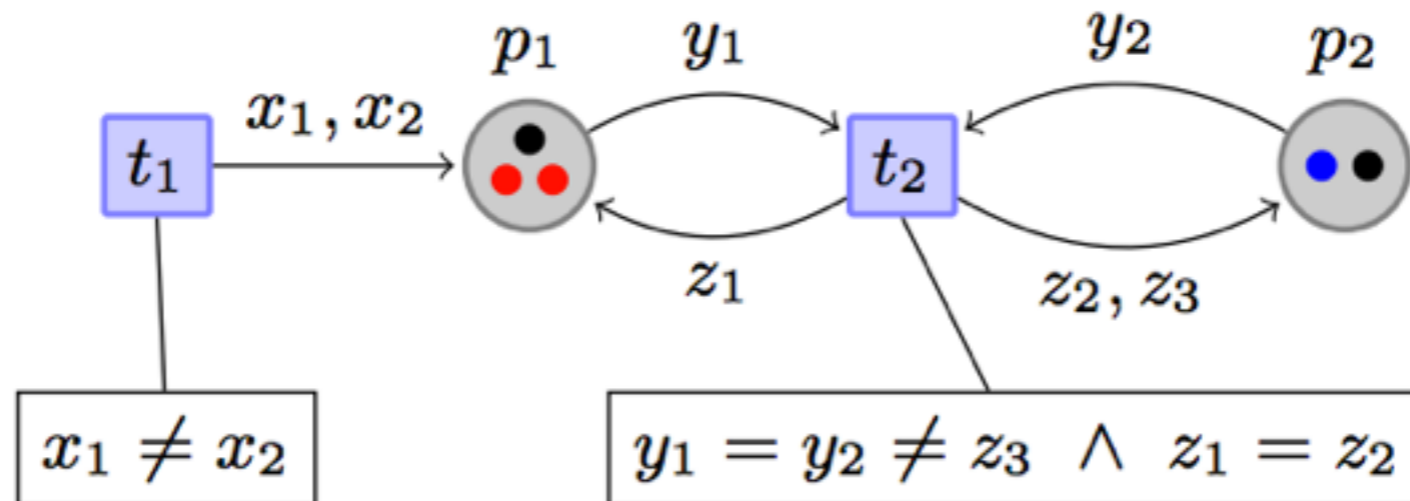 p₁ y₁ y₂ p₂
x₁, x₂
t₁ t₂
z₁ z₂, z₃
x₁ ≠ x₂ y₁ = y₂ ≠ z₃ ∧ z₁ = z₂